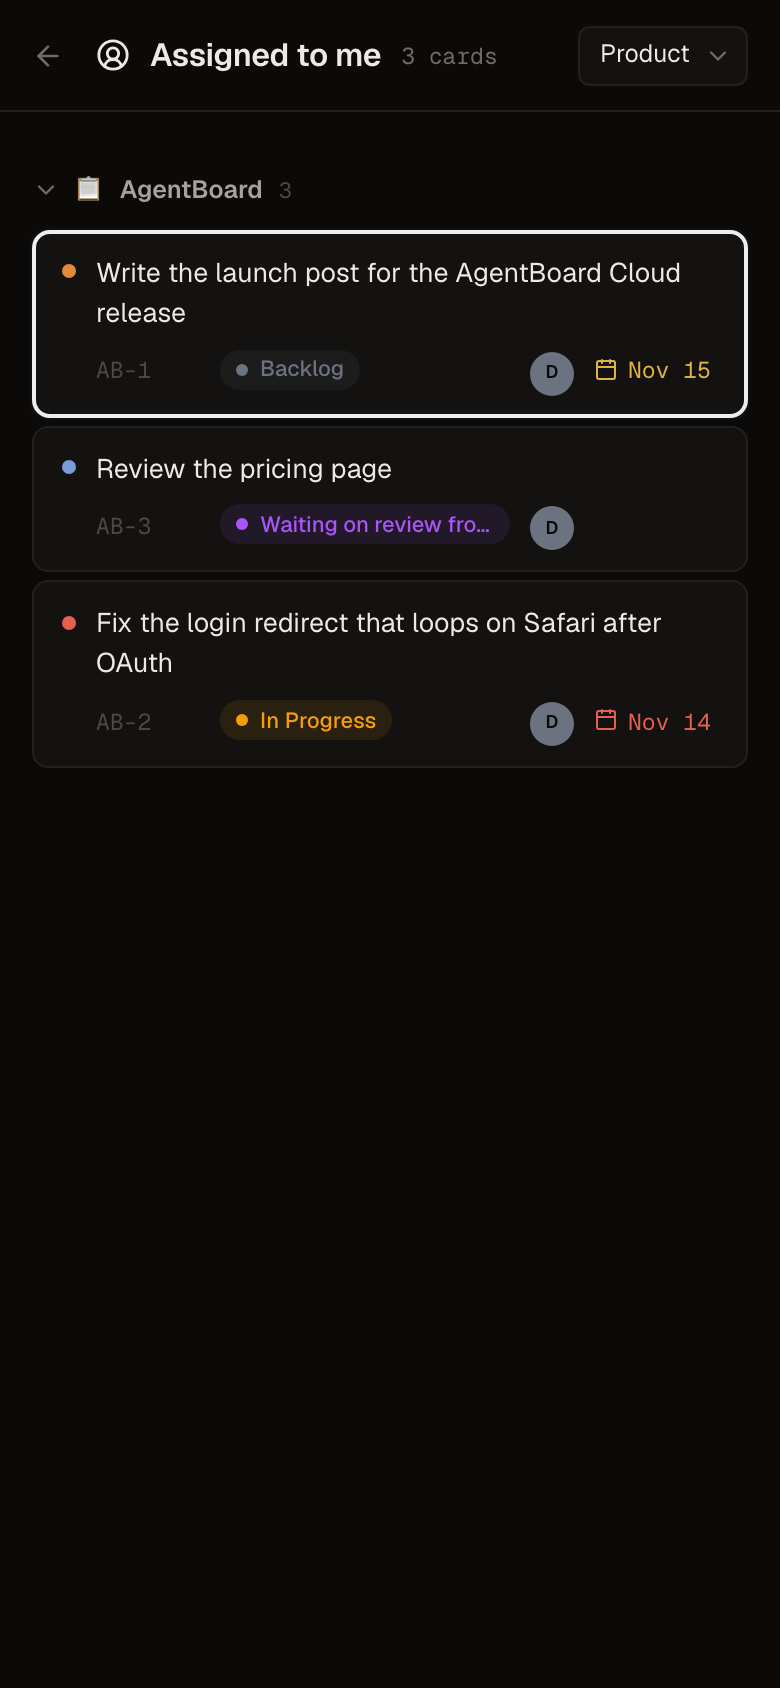 Assigned to me 3 cards Product
AgentBoard 3
Write the launch post for the AgentBoard Cloud
release
AB-1 Backlog D Nov 15
Review the pricing page
AB-3 Waiting on review fro... D
Fix the login redirect that loops on Safari after
OAuth
AB-2 In Progress D Nov 14